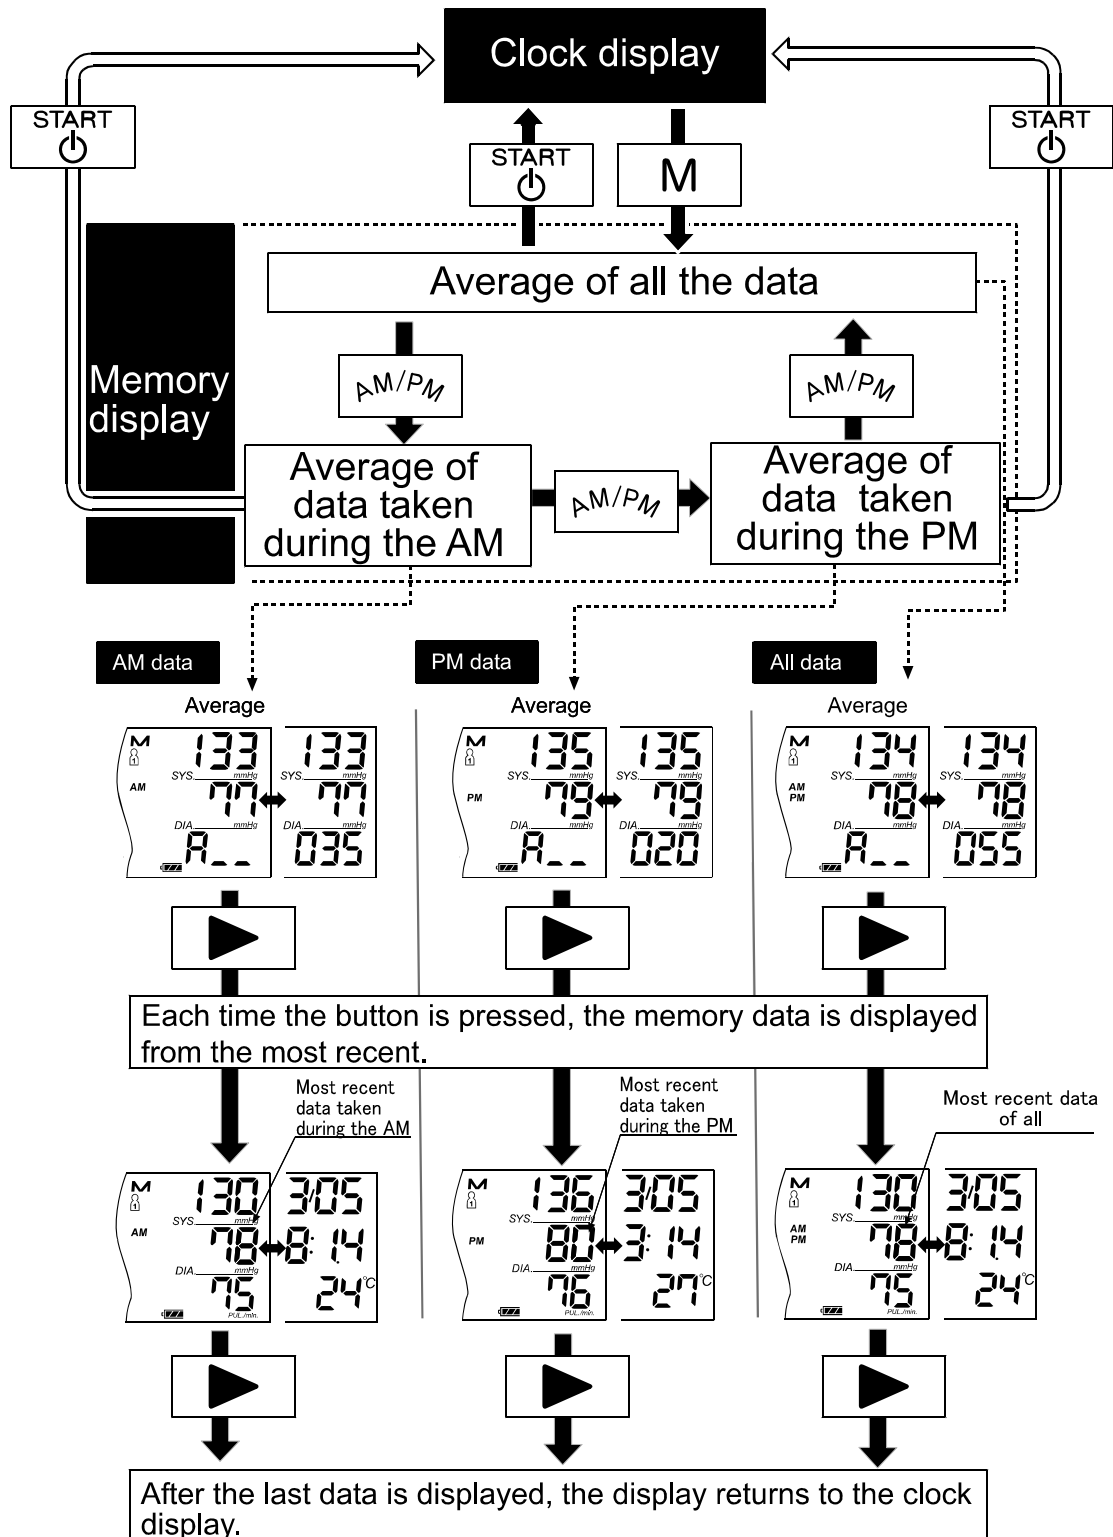 Clock display
START
START
START
M
Average of all the data
AM/PM
AM/PM
Memory
display
Average of
data taken
during the AM
AM/PM
Average of
data taken
during the PM
AM data
PM data
All data
Average
Average
Average
M
1
AM
133
SYS. mmHg
77
DIA. mmHg
A--
133
SYS. mmHg
77
DIA. mmHg
035
M
1
PM
135
SYS. mmHg
79
DIA. mmHg
A--
135
SYS. mmHg
79
DIA. mmHg
020
M
1
AM
PM
134
SYS. mmHg
78
DIA. mmHg
A--
134
SYS. mmHg
78
DIA. mmHg
055
Each time the button is pressed, the memory data is displayed
from the most recent.
Most recent
data taken
during the AM
Most recent
data taken
during the PM
Most recent data
of all
M
1
AM
130
SYS. mmHg
78
DIA. mmHg
75
PUL./min.
3/05
8:14
24°C
M
1
PM
136
SYS. mmHg
80
DIA. mmHg
76
PUL./min.
3/05
3:14
27°C
M
1
AM
PM
130
SYS. mmHg
78
DIA. mmHg
75
PUL./min.
3/05
8:14
24°C
After the last data is displayed, the display returns to the clock
display.